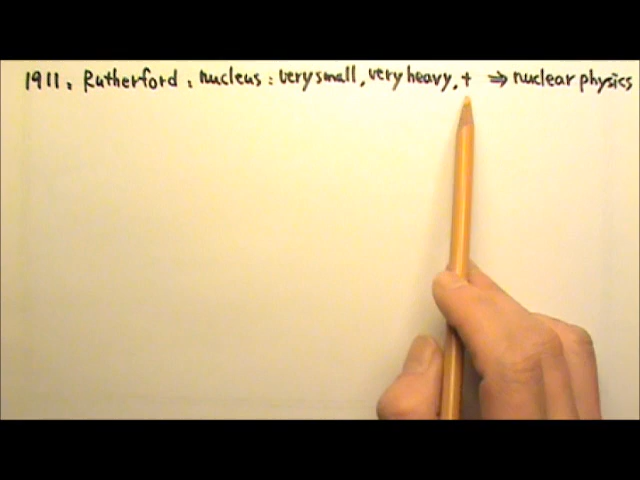 1911 : Rutherford : nucleus : very small , very heavy , + ⇒ nuclear physics